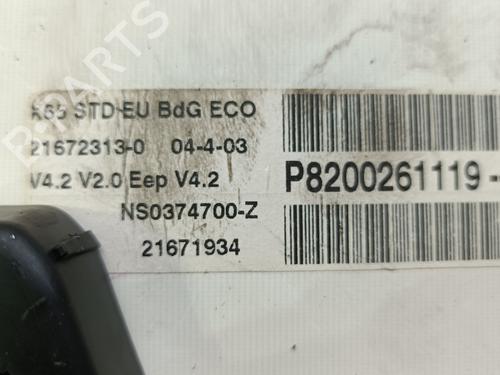 STD-EU BdG ECO
21672313-0 04-4-03
V4.2 V2.0 Eep V4.2
NS0374700-Z
21671934
P8200261119-
B-PARTS